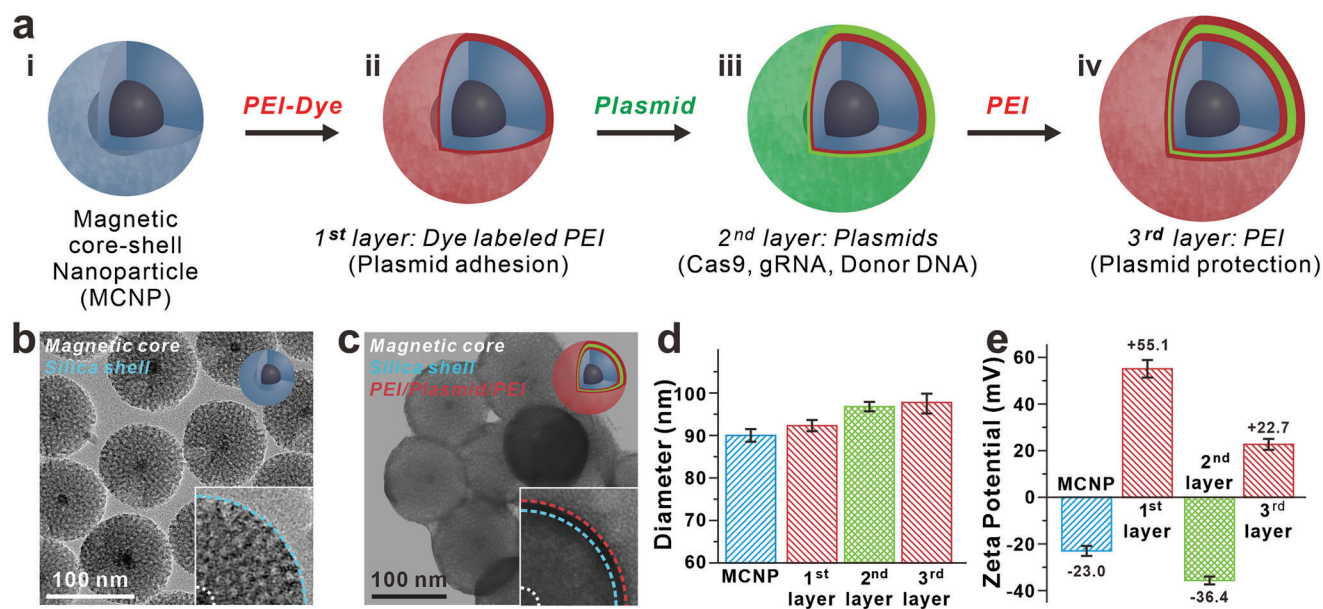 a
i
ii
iii
iv
PEI-Dye
Plasmid
PEI
Magnetic
core-shell
Nanoparticle
(MCNP)
1st layer: Dye labeled PEI
(Plasmid adhesion)
2nd layer: Plasmids
(Cas9, gRNA, Donor DNA)
3rd layer: PEI
(Plasmid protection)
b
Magnetic core
Silica shell
100 nm
c
Magnetic core
Silica shell
PEI/Plasmid/PEI
100 nm
d
Diameter (nm)
100
90
80
70
60
MCNP
1st
layer
2nd
layer
3rd
layer
e
Zeta Potential (mV)
60
40
20
0
-20
-40
MCNP
-23.0
+55.1
1st
layer
2nd
layer
-36.4
+22.7
3rd
layer